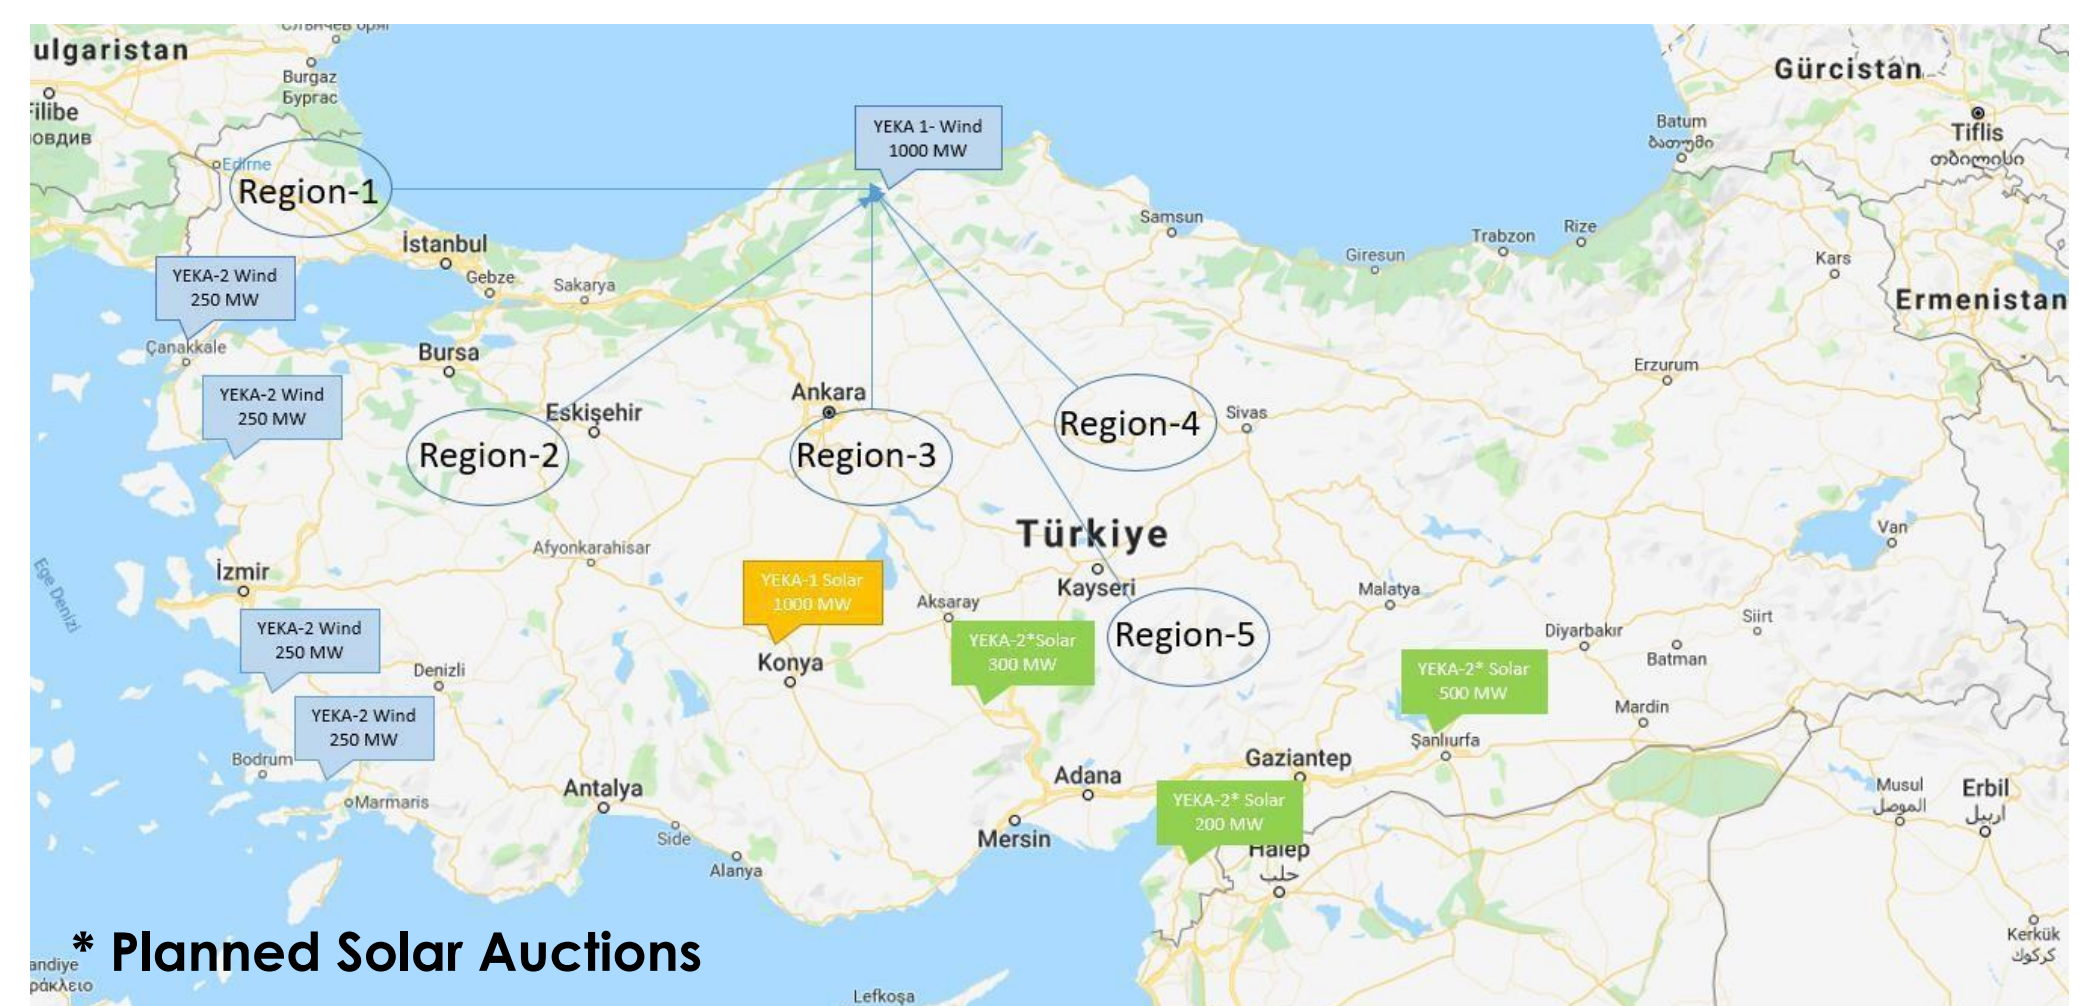 ulgaristan
Burgaz
Бургас
Filibe
овдив
Edirne
Region-1
YEKA 1- Wind
1000 MW
Gürcistan
Batum
ბათუმი
Tiflis
თბილისი
İstanbul
Gebze
Sakarya
Samsun
Giresun
Trabzon
Rize
Kars
Ermenistan
YEKA-2 Wind
250 MW
Çanakkale
Bursa
YEKA-2 Wind
250 MW
Eskişehir
Region-2
Ankara
Region-3
Region-4
Sivas
Erzurum
Türkiye
Kayseri
Van
Ege Denizi
İzmir
Afyonkarahisar
YEKA-1 Solar
1000 MW
Aksaray
Malatya
Siirt
Diyarbakır
Batman
YEKA-2 Wind
250 MW
Denizli
Konya
YEKA-2*Solar
300 MW
Region-5
YEKA-2* Solar
500 MW
Mardin
YEKA-2 Wind
250 MW
Bodrum
Marmaris
Antalya
Side
Alanya
Adana
Mersin
Gaziantep
Şanlıurfa
YEKA-2* Solar
200 MW
Halep
حلب
Musul
الموصل
Erbil
اربيل
Kerkük
كركوك
* Planned Solar Auctions
andiye
ράκλειο
Lefkoşa